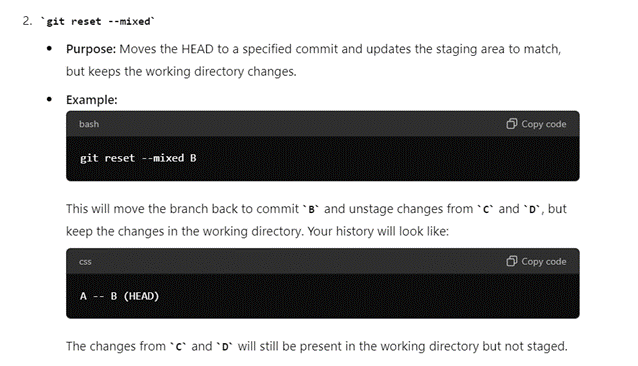 2. `git reset --mixed`
• Purpose: Moves the HEAD to a specified commit and updates the staging area to match,
but keeps the working directory changes.
• Example:
bash Copy code
git reset --mixed B
This will move the branch back to commit `B` and unstage changes from `C` and `D`, but
keep the changes in the working directory. Your history will look like:
css Copy code
A -- B (HEAD)
The changes from `C` and `D` will still be present in the working directory but not staged.